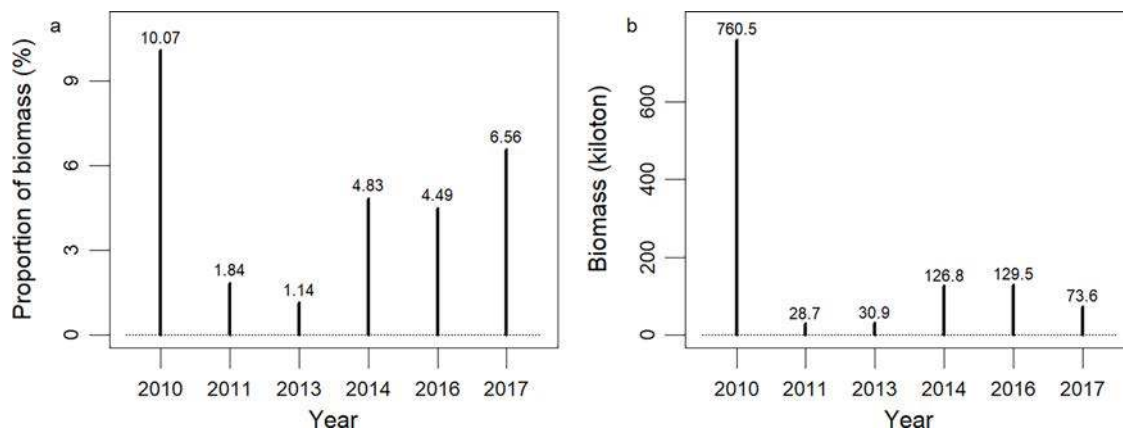 a
Proportion of biomass (%)
9
6
3
0
10.07
1.84
1.14
4.83
4.49
6.56
2010 2011 2013 2014 2016 2017
Year
b
Biomass (kiloton)
600
400
200
0
760.5
28.7
30.9
126.8
129.5
73.6
2010 2011 2013 2014 2016 2017
Year